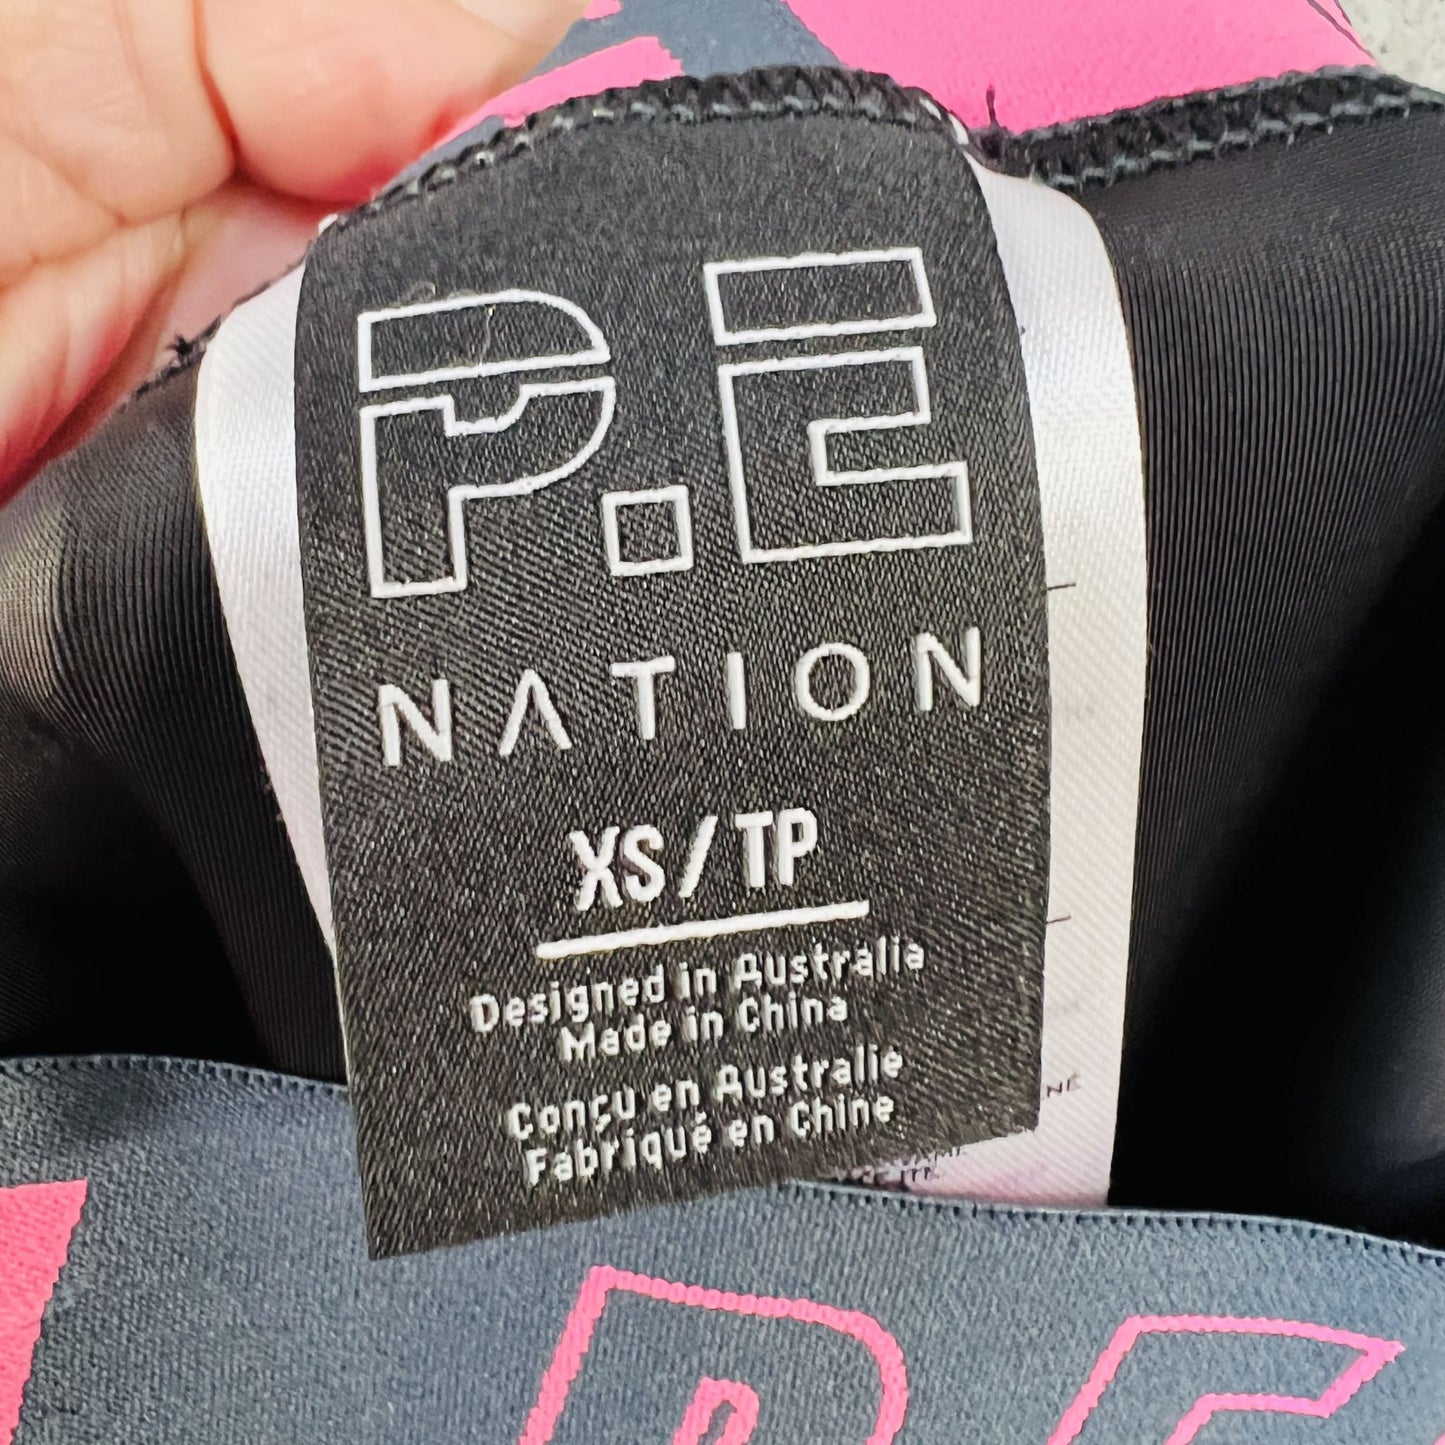 P.E
NATION
XS/TP
Designed in Australia
Made in China
Conçu en Australie
Fabriqué en Chine
P.E